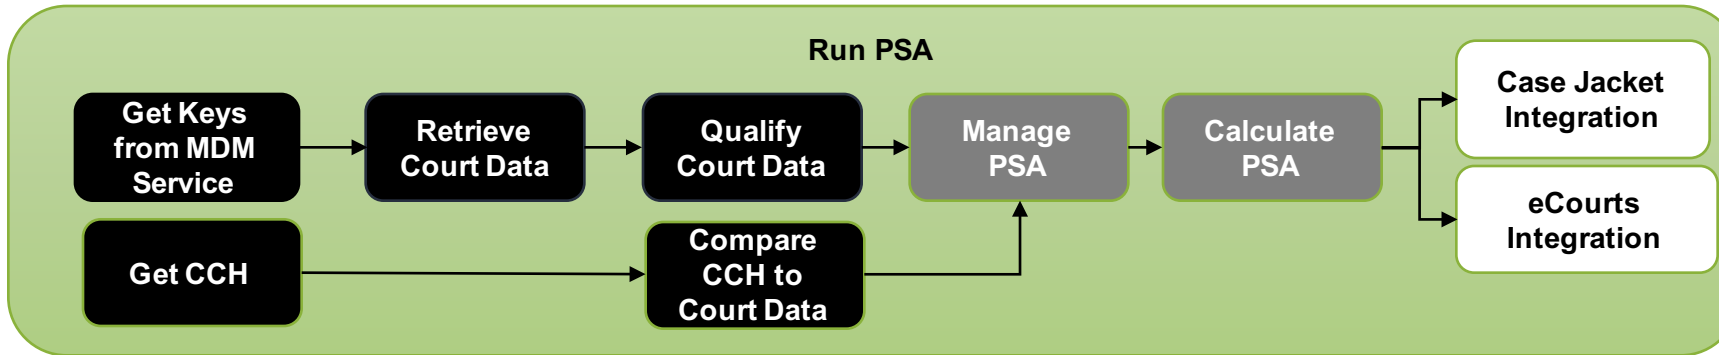 Run PSA
Get Keys
from MDM
Service
Retrieve
Court Data
Qualify
Court Data
Manage
PSA
Calculate
PSA
Case Jacket
Integration
eCourts
Integration
Get CCH
Compare
CCH to
Court Data